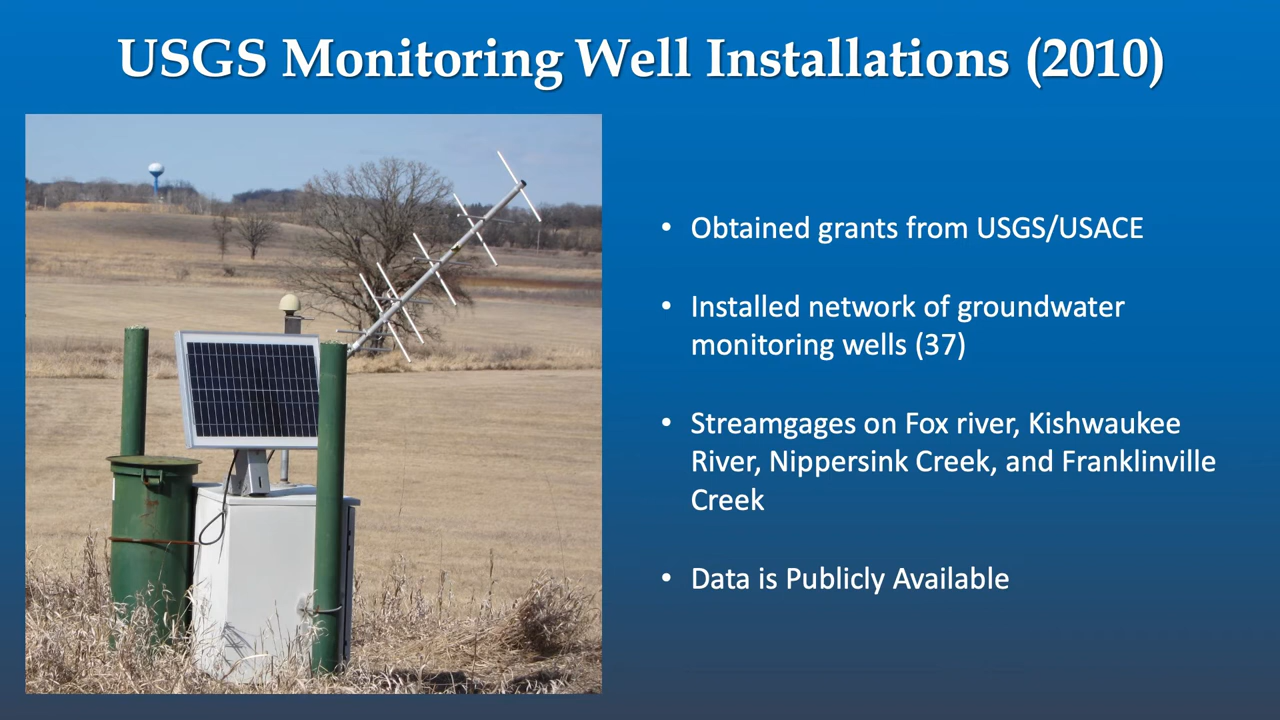 USGS Monitoring Well Installations (2010)
• Obtained grants from USGS/USACE
• Installed network of groundwater
monitoring wells (37)
• Streamgages on Fox river, Kishwaukee
River, Nippersink Creek, and Franklinville
Creek
• Data is Publicly Available